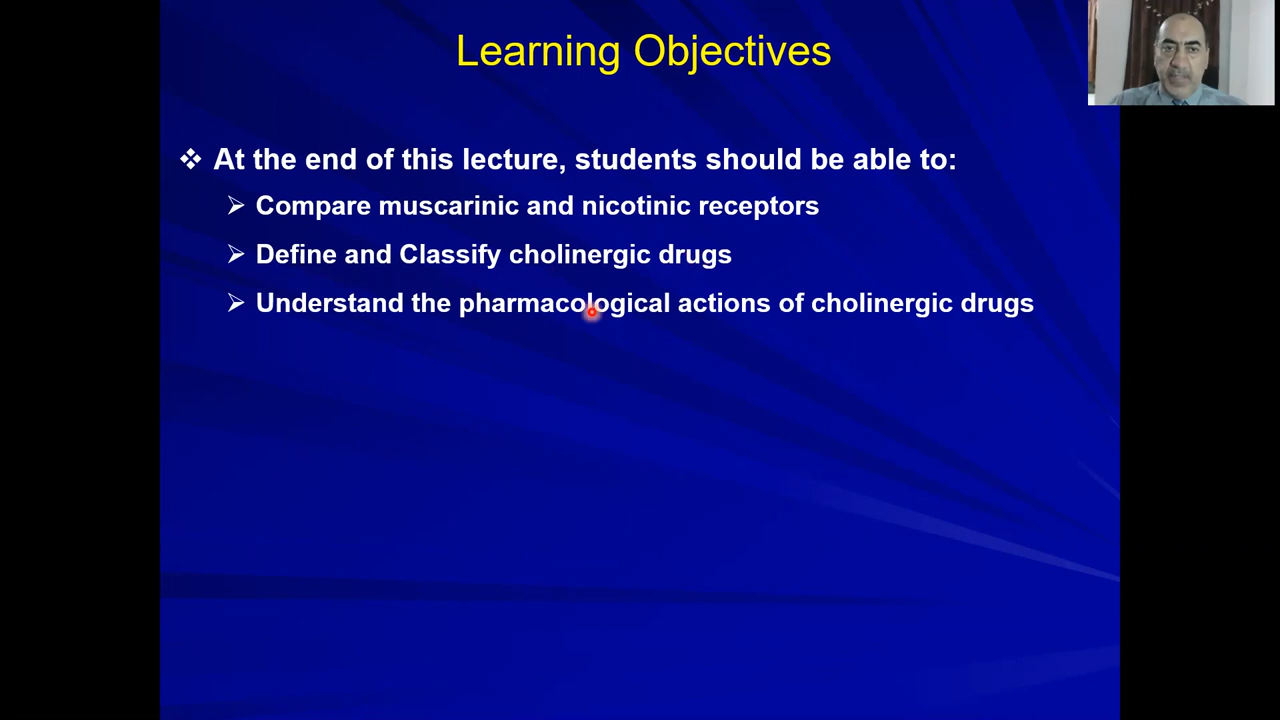 Learning Objectives
At the end of this lecture, students should be able to:
Compare muscarinic and nicotinic receptors
Define and Classify cholinergic drugs
Understand the pharmacological actions of cholinergic drugs